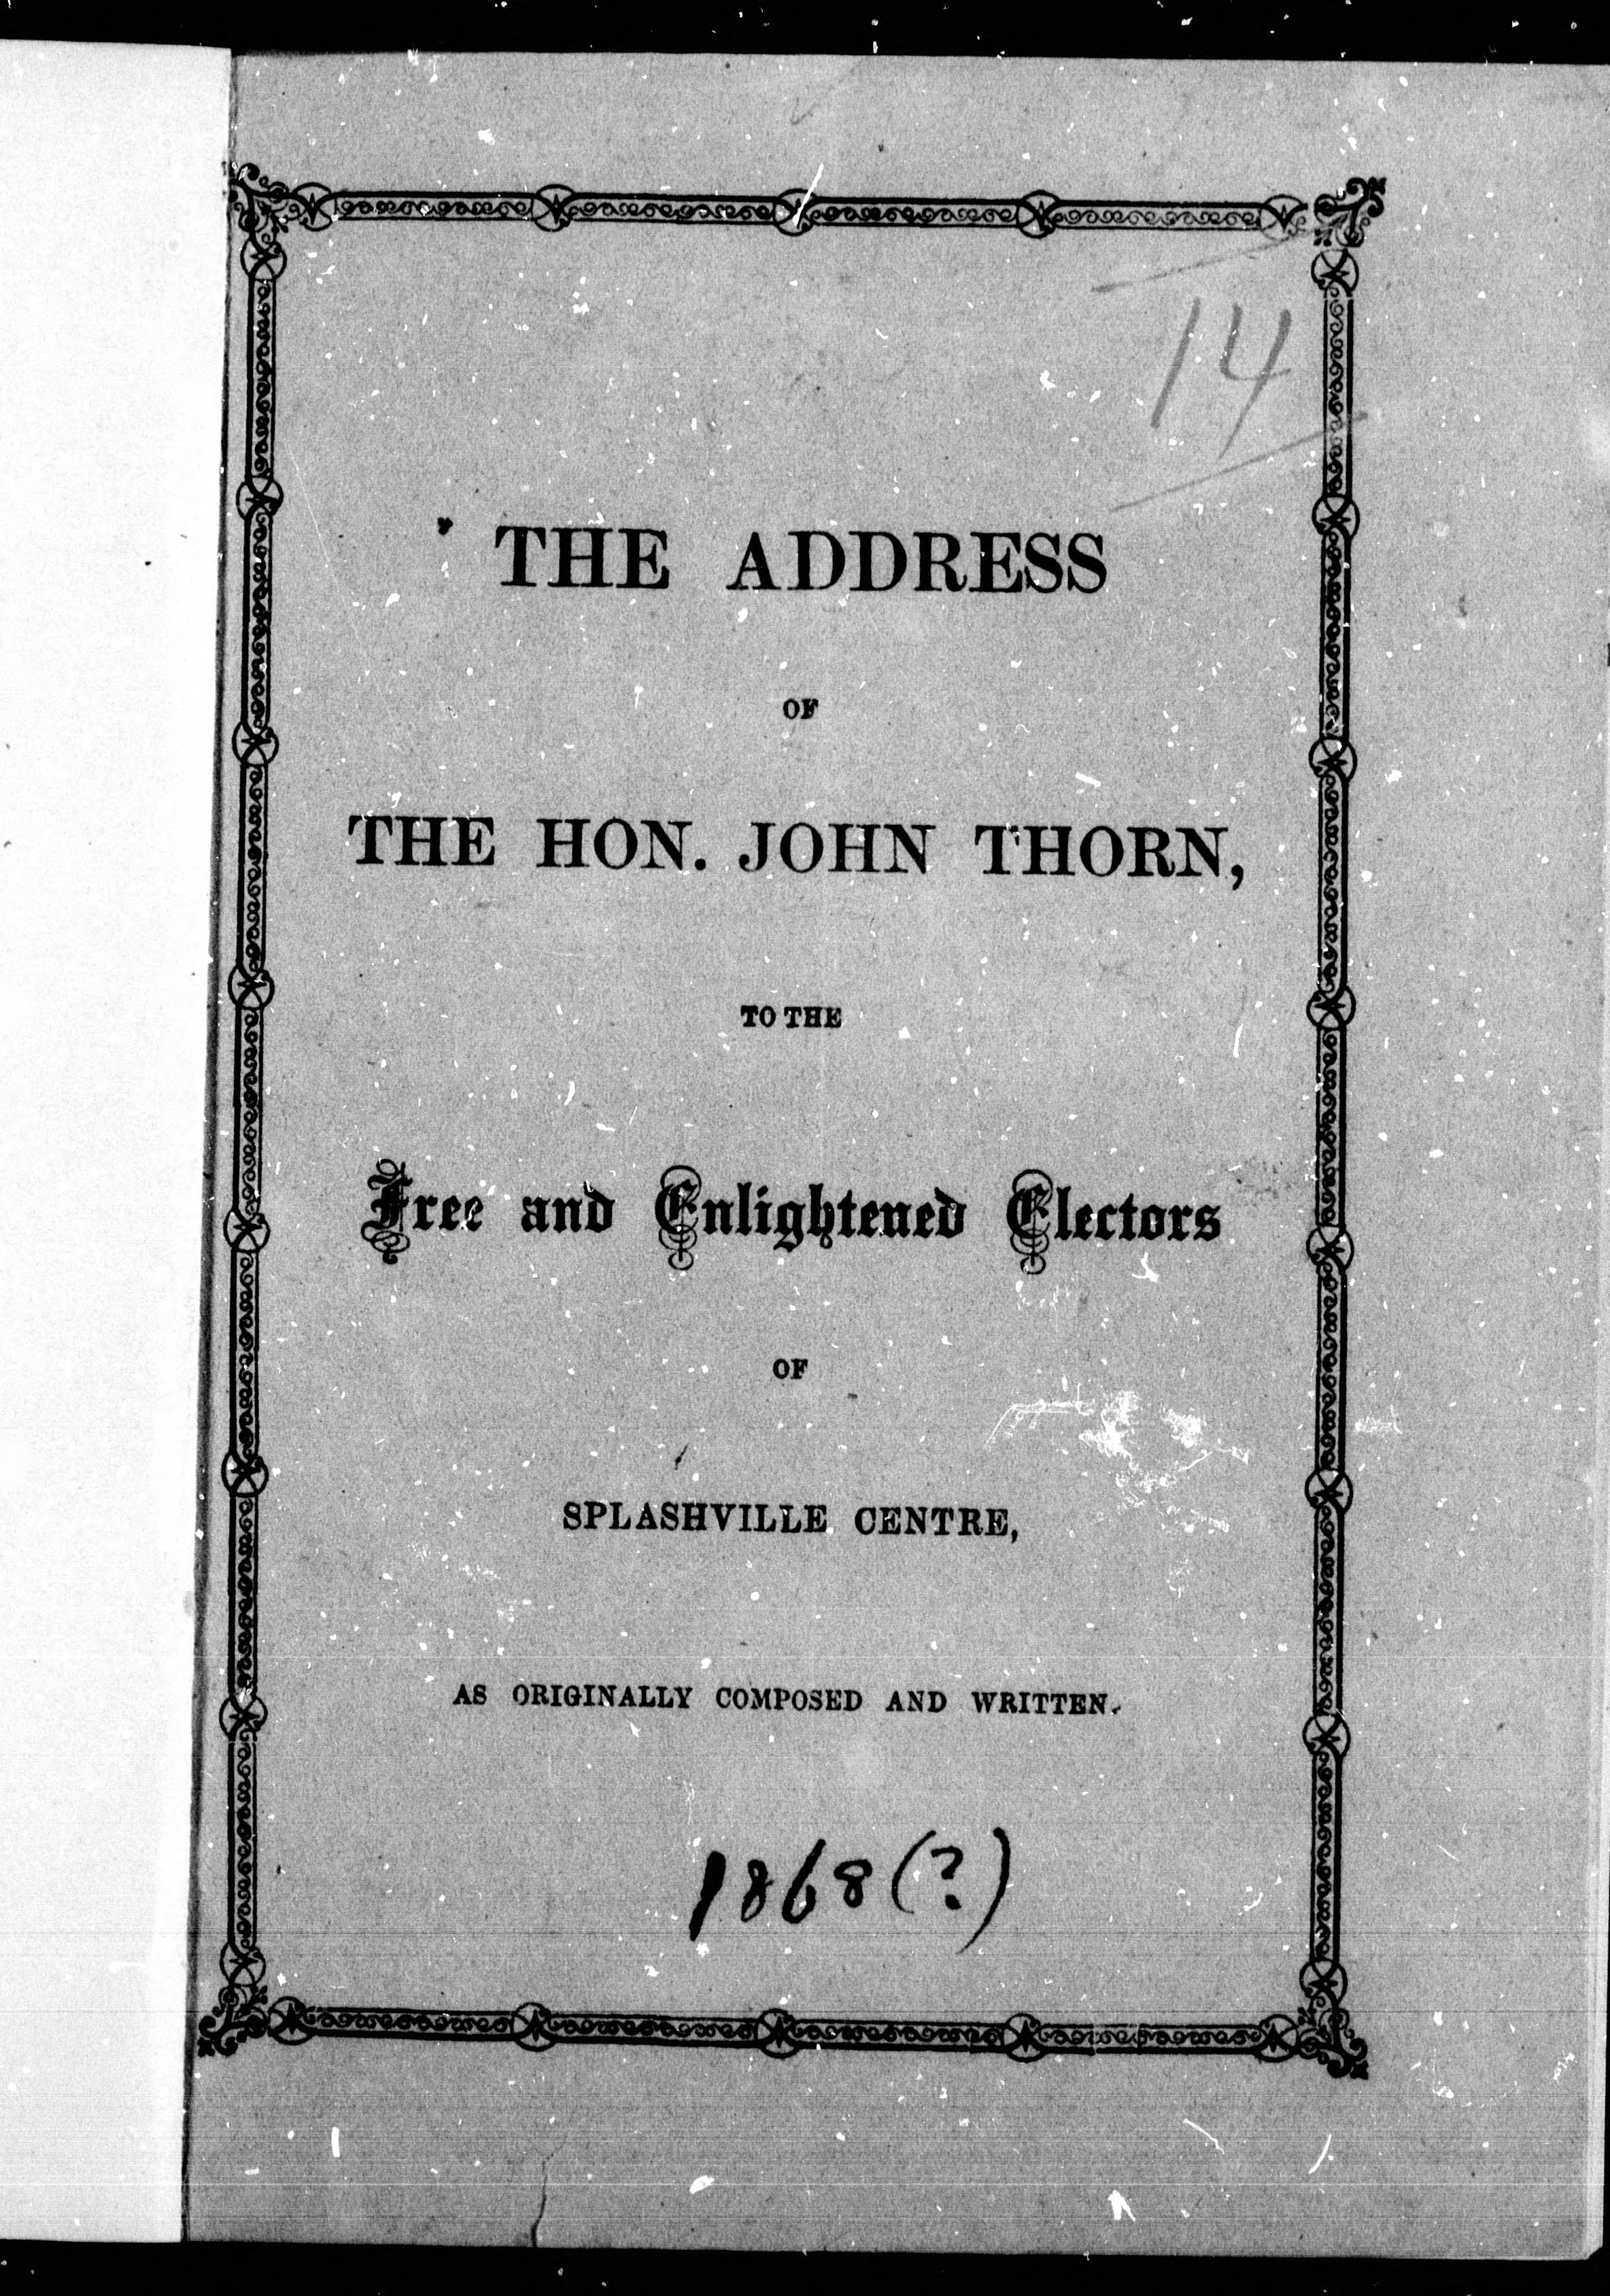 14
THE ADDRESS
OF
THE HON. JOHN THORN,
TO THE
Free and Enlightened Electors
OF
SPLASHVILLE CENTRE,
AS ORIGINALLY COMPOSED AND WRITTEN.
1868(?)